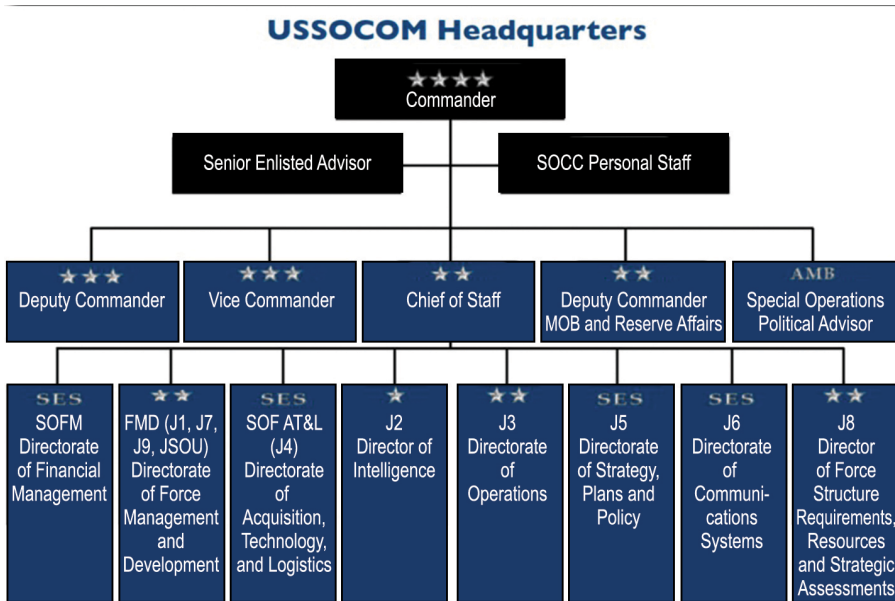 USSOCOM Headquarters
Commander
Senior Enlisted Advisor
SOCC Personal Staff
Deputy Commander
Vice Commander
Chief of Staff
Deputy Commander
MOB and Reserve Affairs
AMB
Special Operations
Political Advisor
SES
SOFM
Directorate
of Financial
Management
FMD (J1, J7,
J9, JSOU)
Directorate
of Force
Management
and
Development
SES
SOF AT&L
(J4)
Directorate
of
Acquisition,
Technology,
and Logistics
J2
Director of
Intelligence
J3
Directorate
of
Operations
SES
J5
Directorate
of Strategy,
Plans and
Policy
SES
J6
Directorate
of
Communi-
cations
Systems
J8
Director
of Force
Structure
Requirements,
Resources
and Strategic
Assessments